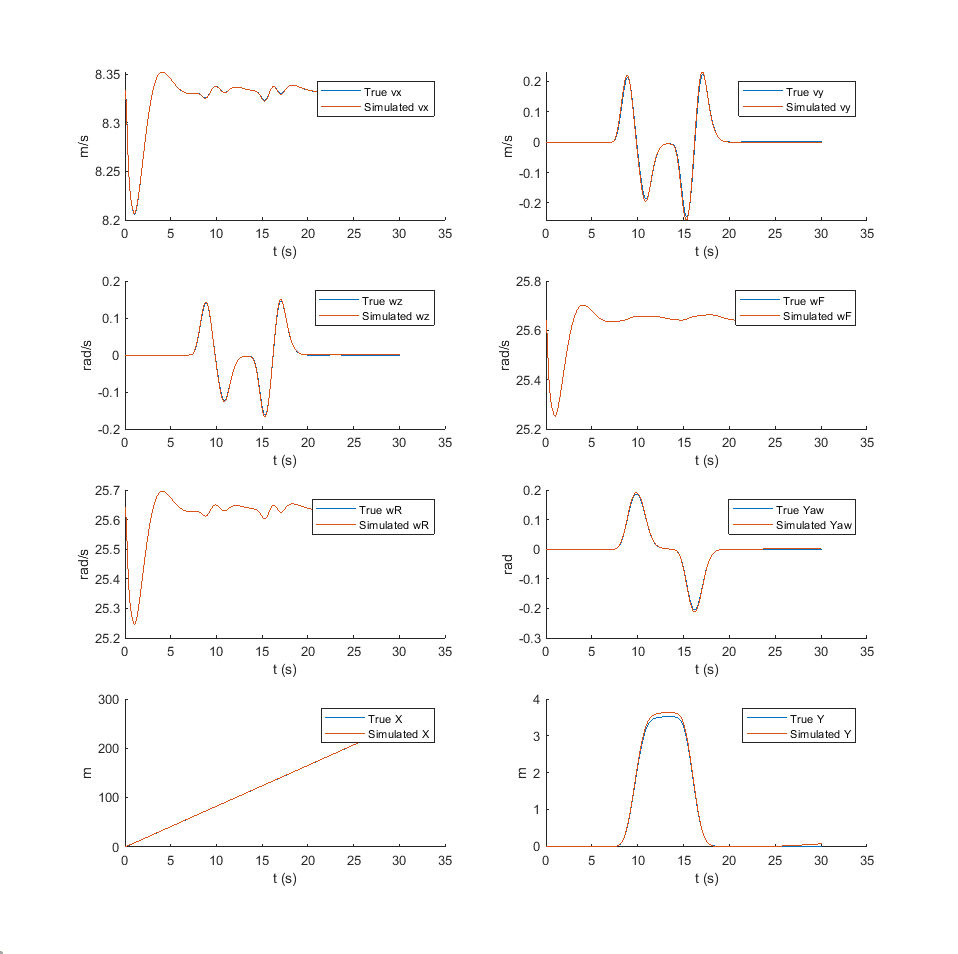 8.35
8.3
8.25
8.2
m/s
0 5 10 15 20 25 30 35
t (s)
True vx
Simulated vx
0.2
0.1
0
-0.1
-0.2
m/s
0 5 10 15 20 25 30 35
t (s)
True vy
Simulated vy
0.2
0.1
0
-0.1
-0.2
rad/s
0 5 10 15 20 25 30 35
t (s)
True wz
Simulated wz
25.8
25.6
25.4
25.2
rad/s
0 5 10 15 20 25 30 35
t (s)
True wF
Simulated wF
25.7
25.6
25.5
25.4
25.3
25.2
rad/s
0 5 10 15 20 25 30 35
t (s)
True wR
Simulated wR
0.2
0.1
0
-0.1
-0.2
-0.3
rad
0 5 10 15 20 25 30 35
t (s)
True Yaw
Simulated Yaw
300
200
100
0
m
0 5 10 15 20 25 30 35
t (s)
True X
Simulated X
4
3
2
1
0
m
0 5 10 15 20 25 30 35
t (s)
True Y
Simulated Y